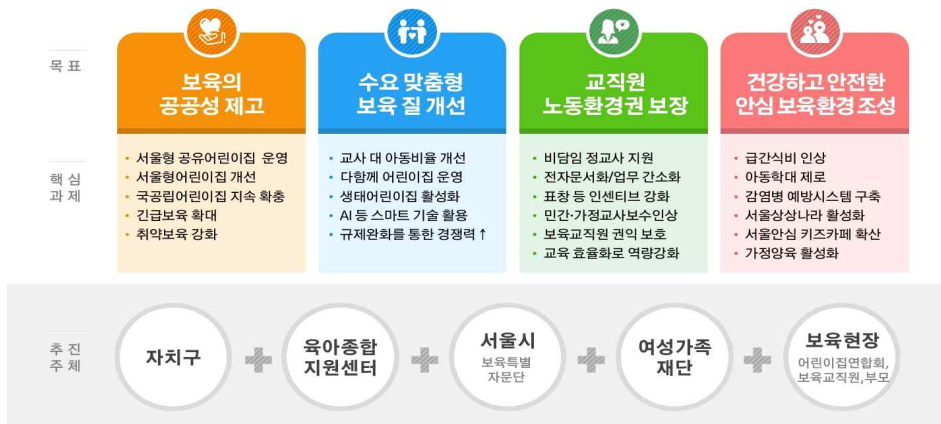 목 표
보육의
공공성 제고
수요 맞춤형
보육 질 개선
교직원
노동환경권 보장
건강하고 안전한
안심 보육환경 조성
핵 심
과 제
• 서울형 공유어린이집 운영
• 서울형어린이집 개선
• 국공립어린이집 지속 확충
• 긴급보육 확대
• 취약보육 강화
• 교사 대 아동비율 개선
• 다함께 어린이집 운영
• 생태어린이집 활성화
• AI 등 스마트 기술 활용
• 규제완화를 통한 경쟁력 ↑
• 비담임 정교사 지원
• 전자문서화/업무 간소화
• 표창 등 인센티브 강화
• 민간·가정교사보수인상
• 보육교직원 권익 보호
• 교육 효율화로 역량강화
• 급간식비 인상
• 아동학대 제로
• 감염병 예방시스템 구축
• 서울상상나라 활성화
• 서울안심 키즈카페 확산
• 가정양육 활성화
추 진
주 체
자치구
육아종합
지원센터
서울시
보육특별
자문단
여성가족
재단
보육현장
어린이집연합회,
보육교직원,부모